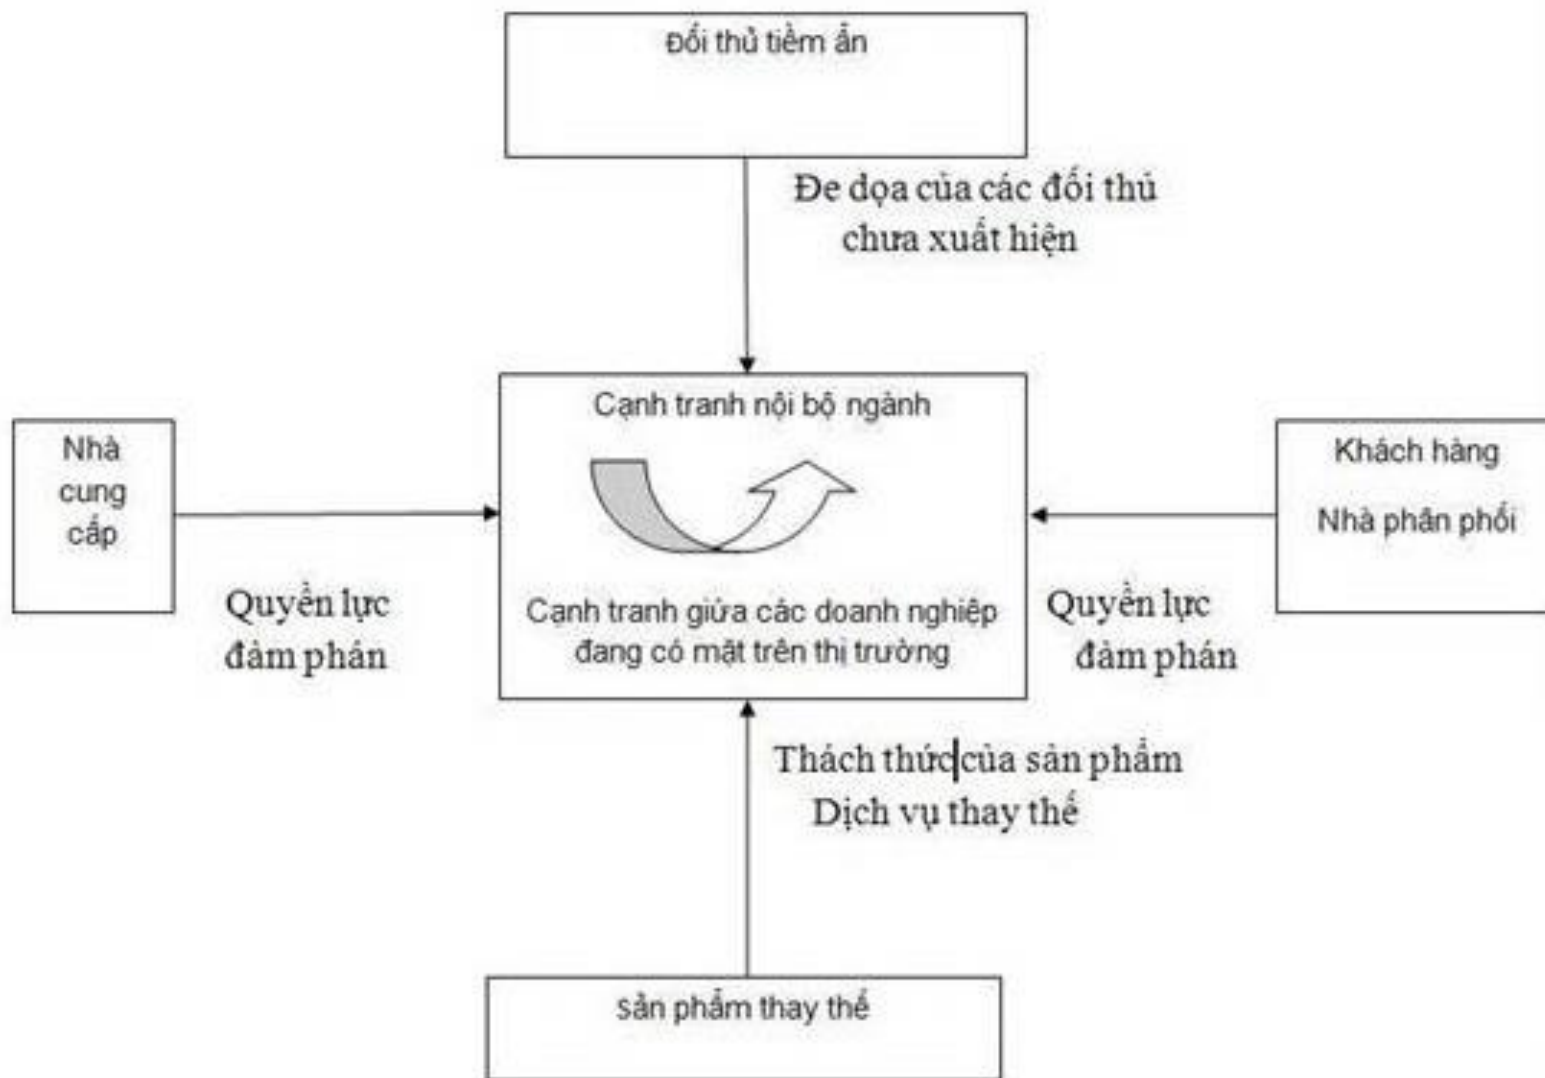 Đối thủ tiềm ẩn
Đe dọa của các đối thủ
chưa xuất hiện
Cạnh tranh nội bộ ngành
Nhà
cung
cấp
Khách hàng
Nhà phân phối
Quyền lực
đàm phán
Cạnh tranh giữa các doanh nghiệp
đang có mặt trên thị trường
Quyền lực
đàm phán
Thách thức của sản phẩm
Dịch vụ thay thế
Sản phẩm thay thế